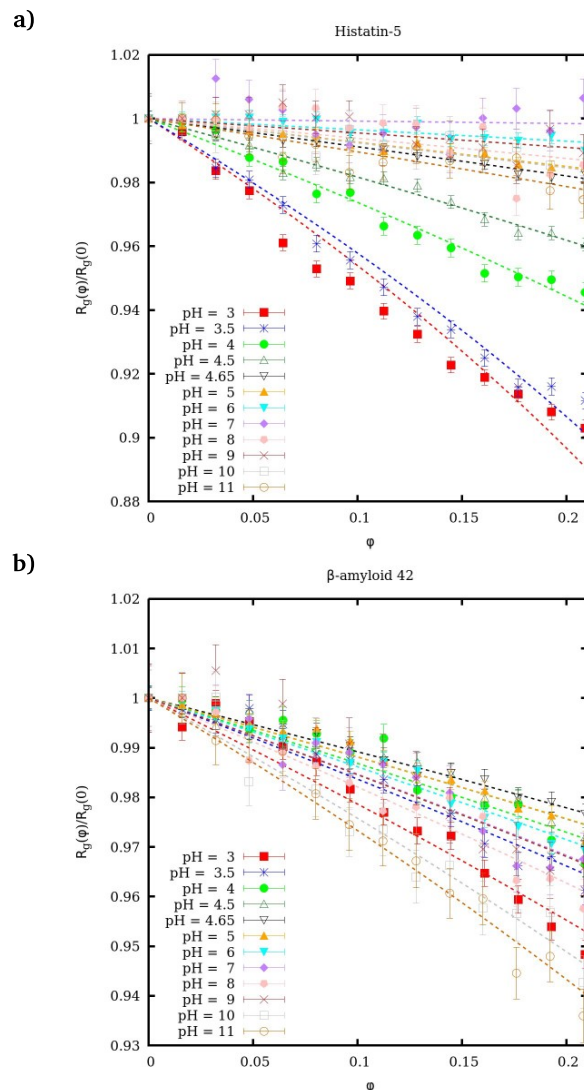 a)
Histatin-5
1.02
1
0.98
0.96
0.94
0.92
0.9
0.88
Rg(φ)/Rg(0)
pH = 3
pH = 3.5
pH = 4
pH = 4.5
pH = 4.65
pH = 5
pH = 6
pH = 7
pH = 8
pH = 9
pH = 10
pH = 11
0 0.05 0.1 0.15 0.2
φ
b)
β-amyloid 42
1.02
1.01
1
0.99
0.98
0.97
0.96
0.95
0.94
0.93
Rg(φ)/Rg(0)
pH = 3
pH = 3.5
pH = 4
pH = 4.5
pH = 4.65
pH = 5
pH = 6
pH = 7
pH = 8
pH = 9
pH = 10
pH = 11
0 0.05 0.1 0.15 0.2
φ